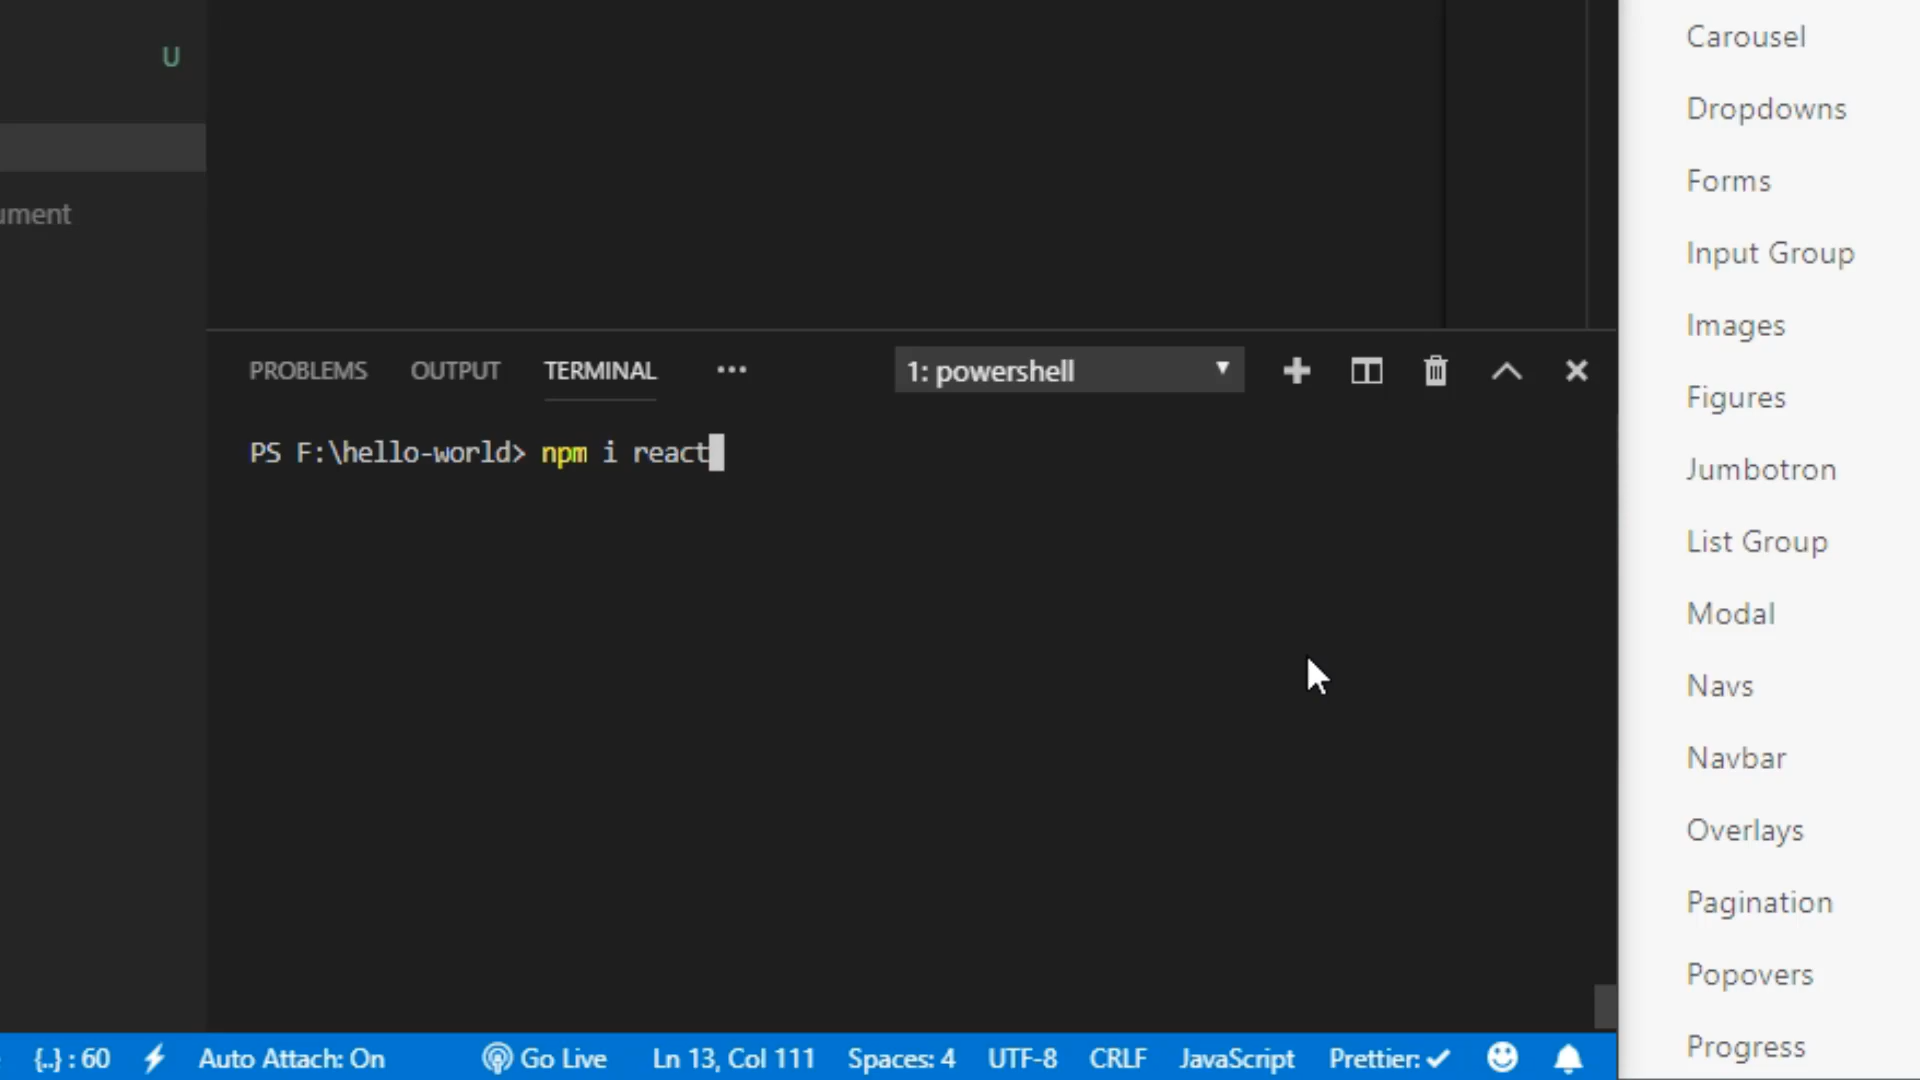 U
ument
PROBLEMS OUTPUT TERMINAL ··· 1: powershell
PS F:\hello-world> npm i react
{..} : 60 Auto Attach: On Go Live Ln 13, Col 111 Spaces: 4 UTF-8 CRLF JavaScript Prettier: ✓
Carousel
Dropdowns
Forms
Input Group
Images
Figures
Jumbotron
List Group
Modal
Navs
Navbar
Overlays
Pagination
Popovers
Progress